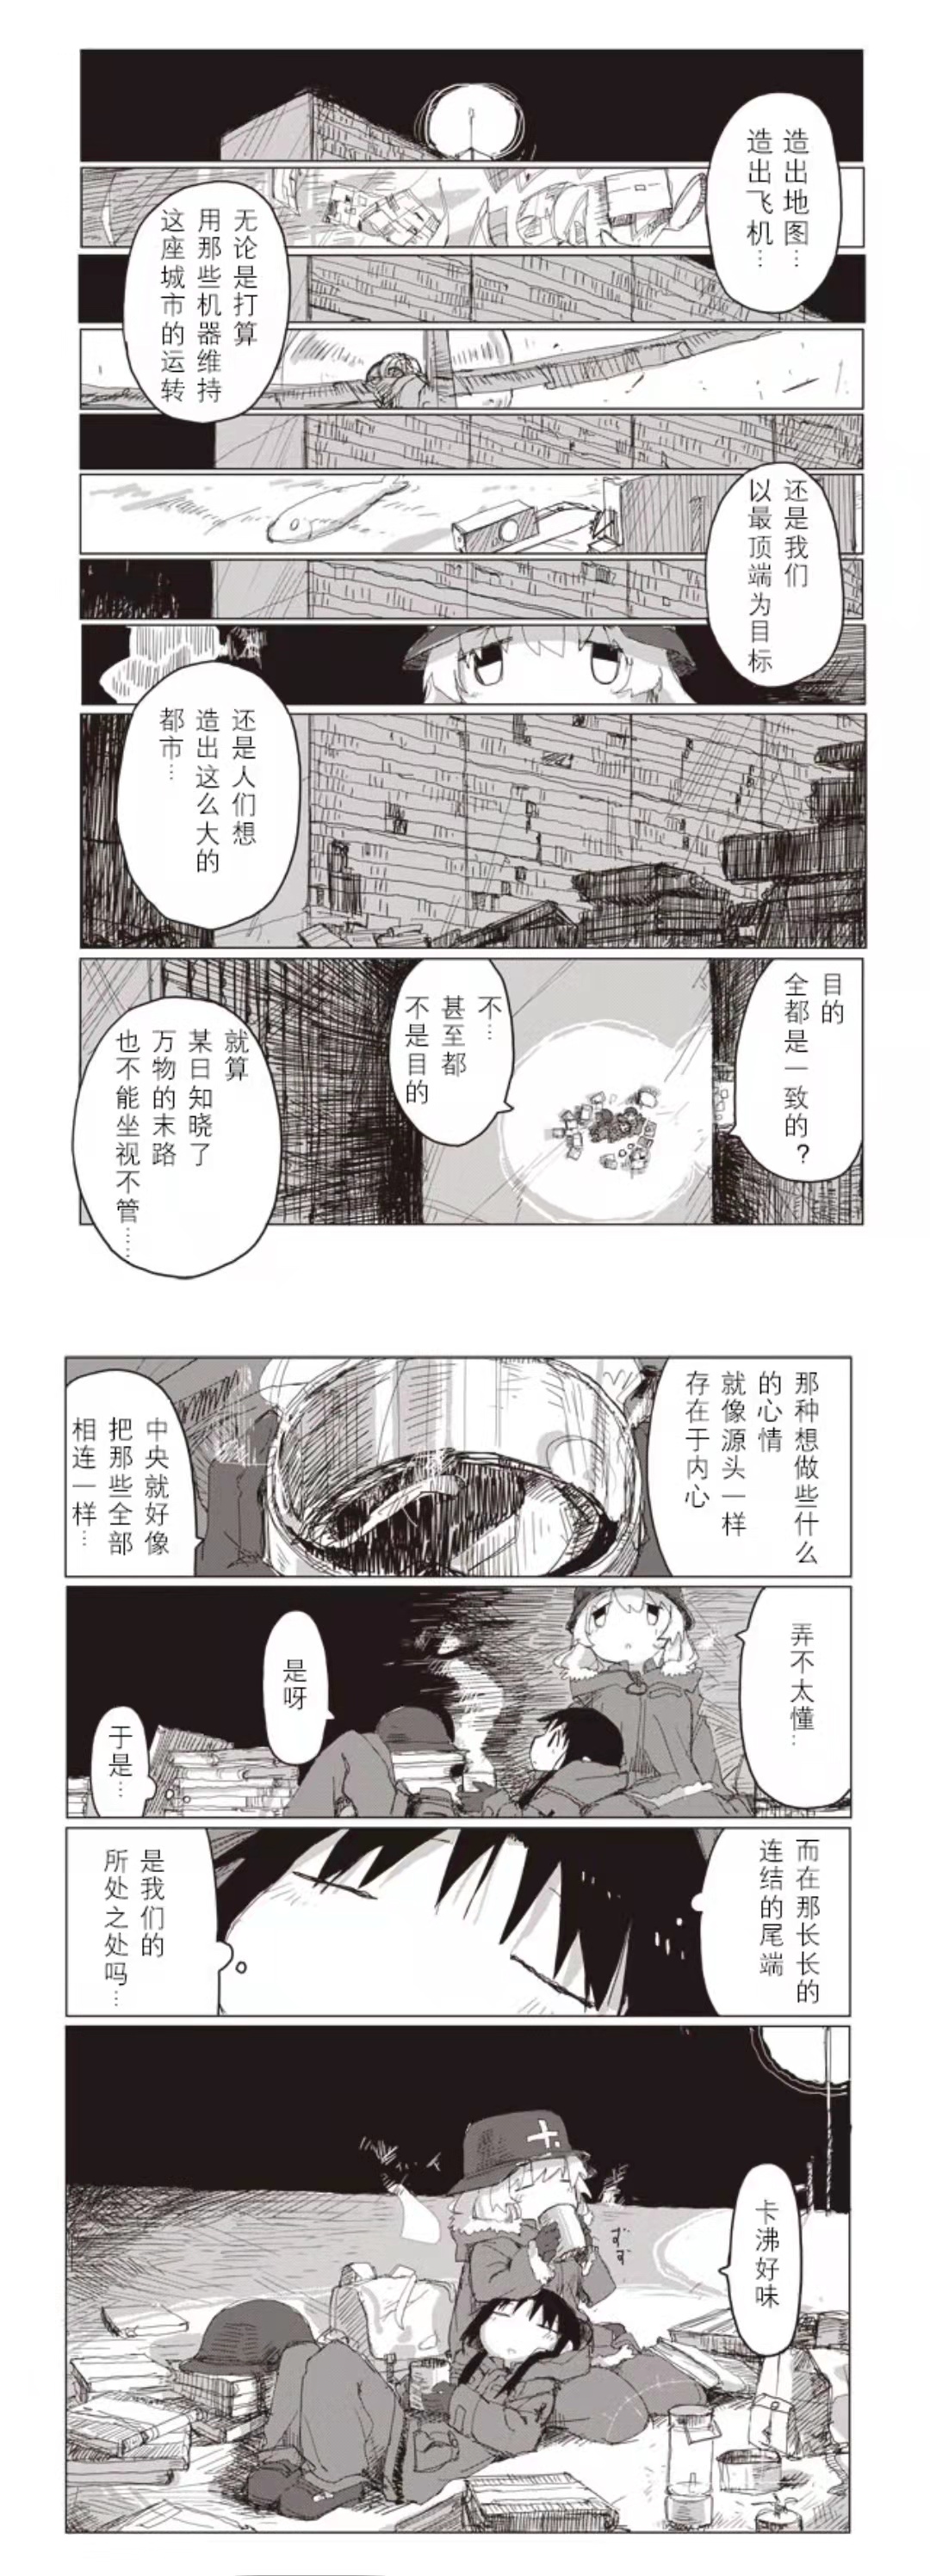 造出地图…
造出飞机…
无论是打算
用那些机器维持
这座城市的运转
还是我们
以最顶端为目标
还是人们想
造出这么大的
都市…
目的
全都是一致的？
不…
甚至都
不是目的
就算
某日知晓了
万物的末路
也不能坐视不管……
那种想做些什么
的心情
就像源头一样
存在于内心
中央就好像
把那些全部
相连一样…
弄不太懂…
是呀
于是…
而在那长长的
连结的尾端
是我们的
所处之处吗…
卡沸好味
ずず